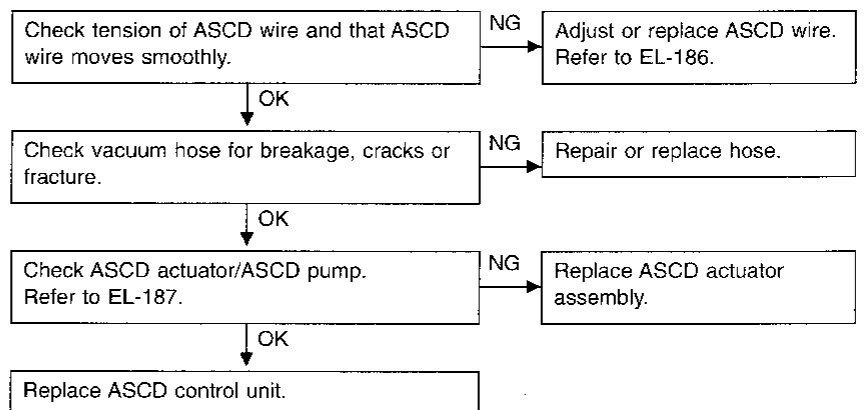 Check tension of ASCD wire and that ASCD
wire moves smoothly.
NG
Adjust or replace ASCD wire.
Refer to EL-186.
OK
Check vacuum hose for breakage, cracks or
fracture.
NG
Repair or replace hose.
OK
Check ASCD actuator/ASCD pump.
Refer to EL-187.
NG
Replace ASCD actuator
assembly.
OK
Replace ASCD control unit.